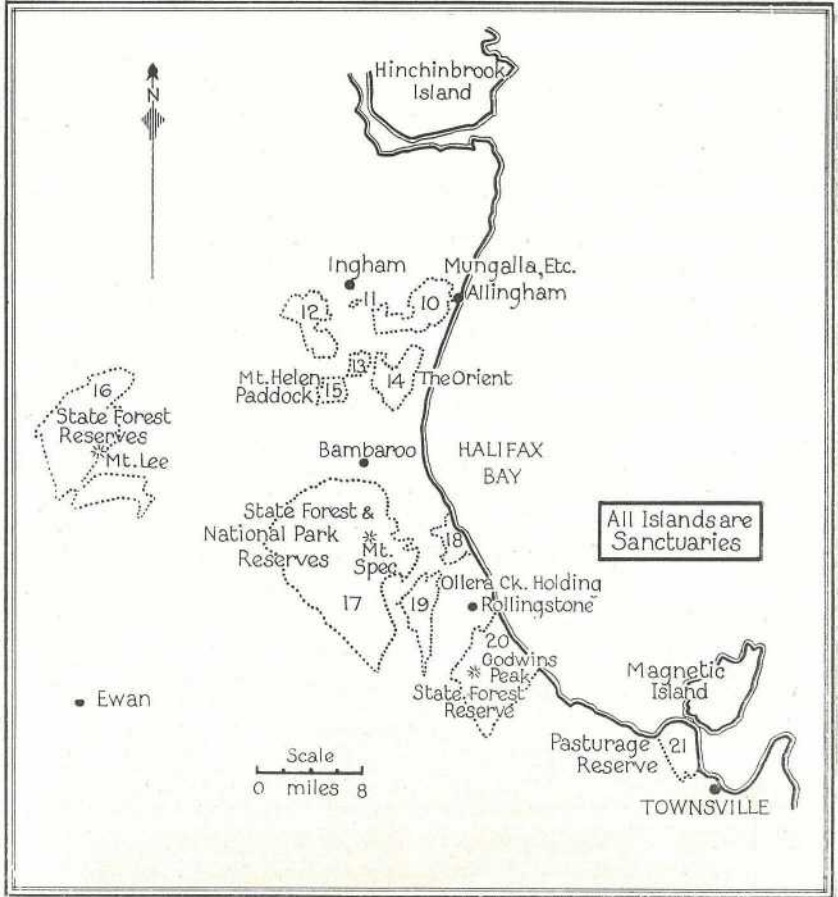 N
Hinchinbrook
Island
Ingham
Mungalla, Etc.
Allingham
12
11
10
13
14
15
Mt. Helen
Paddock
The Orient
16
State Forest
Reserves
Mt. Lee
Bambaroo
HALIFAX
BAY
State Forest &
National Park
Reserves
Mt.
Spec
17
18
19
All Islands are
Sanctuaries
Ollera Ck. Holding
Rollingstone
20
Godwins
Peak
State Forest
Reserve
Magnetic
Island
Ewan
Pasturage
Reserve
21
TOWNSVILLE
Scale
0 miles 8